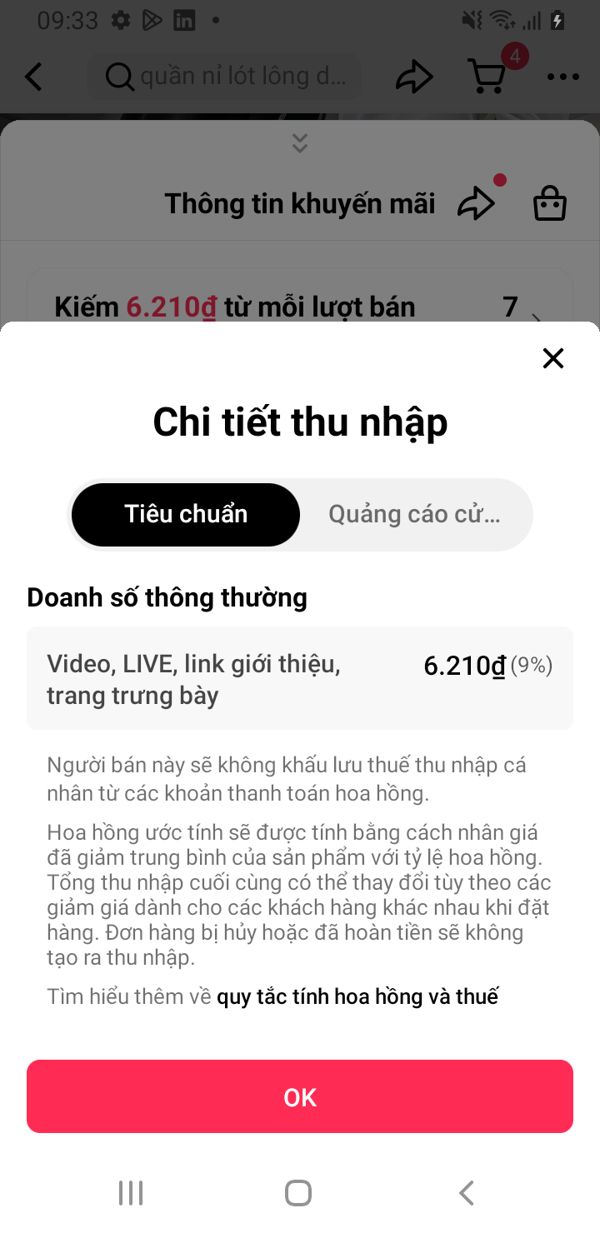 09:33
quần nỉ lót lông d...
4
Thông tin khuyến mãi
Kiếm 6.210₫ từ mỗi lượt bán 7
Chi tiết thu nhập
Tiêu chuẩn
Quảng cáo cử...
Doanh số thông thường
Video, LIVE, link giới thiệu, 6.210₫ (9%)
trang trưng bày
Người bán này sẽ không khấu lưu thuế thu nhập cá
nhân từ các khoản thanh toán hoa hồng.
Hoa hồng ước tính sẽ được tính bằng cách nhân giá
đã giảm trung bình của sản phẩm với tỷ lệ hoa hồng.
Tổng thu nhập cuối cùng có thể thay đổi tùy theo các
giảm giá dành cho các khách hàng khác nhau khi đặt
hàng. Đơn hàng bị hủy hoặc đã hoàn tiền sẽ không
tạo ra thu nhập.
Tìm hiểu thêm về quy tắc tính hoa hồng và thuế
OK